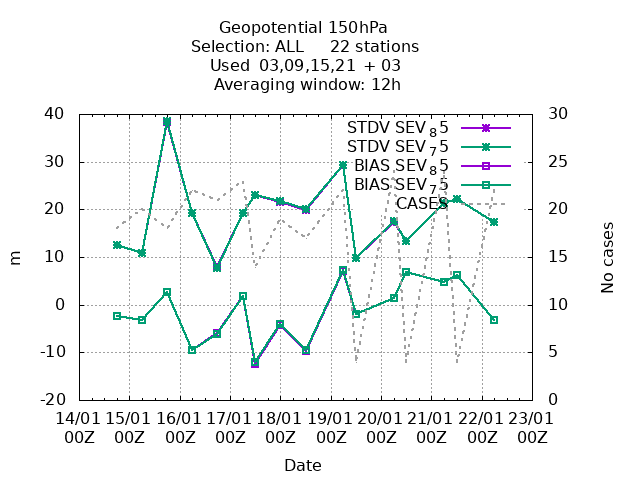 Geopotential 150hPa
Selection: ALL 22 stations
Used 03,09,15,21 + 03
Averaging window: 12h
40 30
STDV SEV₈5
STDV SEV₇5
30 25
BIAS SEV₈5
BIAS SEV₇5
CASES
20 20
10 15
m No cases
0 10
-10 5
-20 0
14/01 15/01 16/01 17/01 18/01 19/01 20/01 21/01 22/01 23/01
00Z 00Z 00Z 00Z 00Z 00Z 00Z 00Z 00Z 00Z
Date